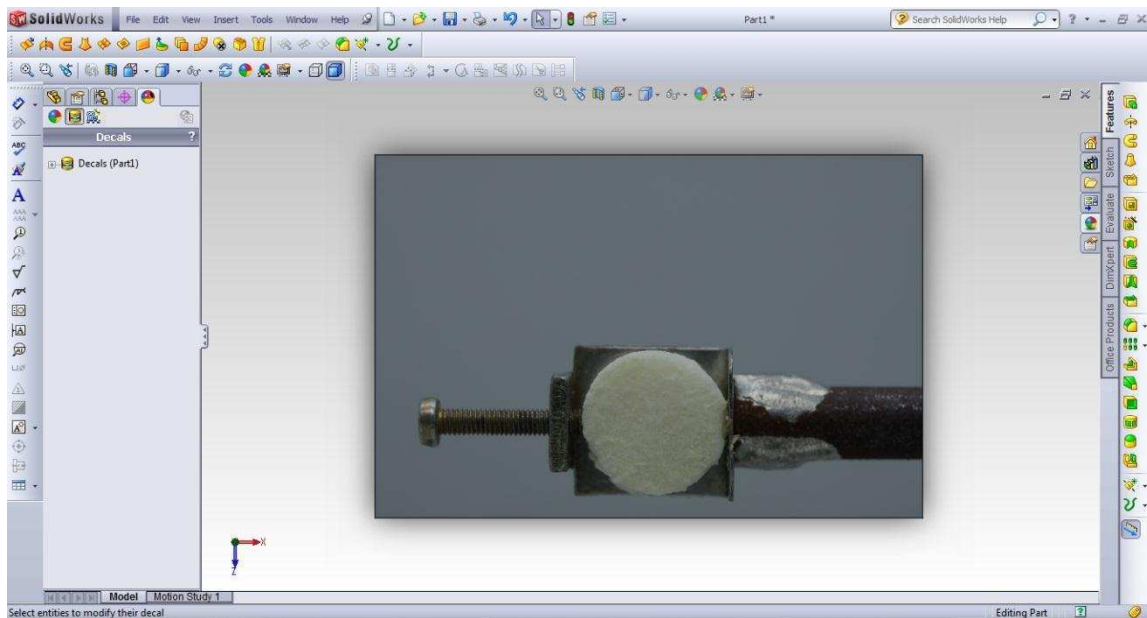 SolidWorks File Edit View Insert Tools Window Help Part1 * Search SolidWorks Help ?
Decals ?
Decals (Part1)
ABC
A
Features
Sketch
Evaluate
DimXpert
Office Products
X
Z
Model Motion Study 1
Select entities to modify their decal Editing Part ?